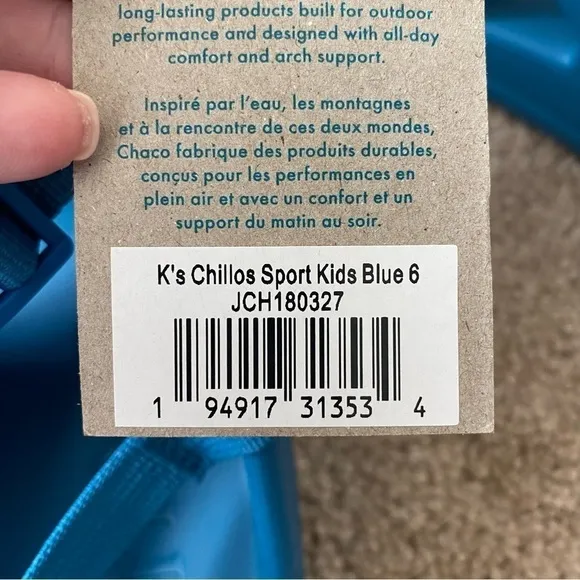 long-lasting products built for outdoor
performance and designed with all-day
comfort and arch support.
Inspiré par l'eau, les montagnes
et à la rencontre de ces deux mondes,
Chaco fabrique des produits durables,
conçus pour les performances en
plein air et avec un confort et un
support du matin au soir.
K's Chillos Sport Kids Blue 6
JCH180327
1 94917 31353 4